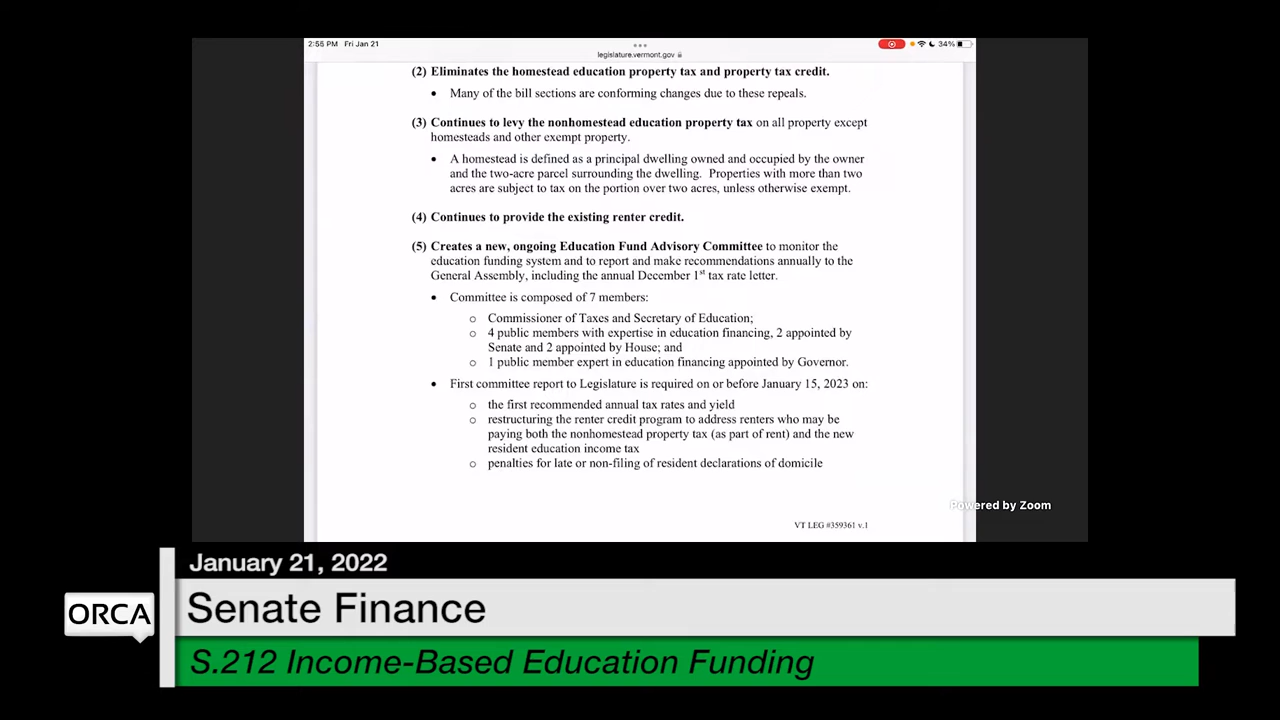 2:55 PM Fri Jan 21
34%
legislature.vermont.gov
(2) Eliminates the homestead education property tax and property tax credit.
• Many of the bill sections are conforming changes due to these repeals.
(3) Continues to levy the nonhomestead education property tax on all property except
homesteads and other exempt property.
• A homestead is defined as a principal dwelling owned and occupied by the owner
and the two-acre parcel surrounding the dwelling. Properties with more than two
acres are subject to tax on the portion over two acres, unless otherwise exempt.
(4) Continues to provide the existing renter credit.
(5) Creates a new, ongoing Education Fund Advisory Committee to monitor the
education funding system and to report and make recommendations annually to the
General Assembly, including the annual December 1st tax rate letter.
• Committee is composed of 7 members:
o Commissioner of Taxes and Secretary of Education;
o 4 public members with expertise in education financing, 2 appointed by
Senate and 2 appointed by House; and
o 1 public member expert in education financing appointed by Governor.
• First committee report to Legislature is required on or before January 15, 2023 on:
o the first recommended annual tax rates and yield
o restructuring the renter credit program to address renters who may be
paying both the nonhomestead property tax (as part of rent) and the new
resident education income tax
o penalties for late or non-filing of resident declarations of domicile
Powered by Zoom
VT LEG #359361 v.1
January 21, 2022
ORCA
Senate Finance
S.212 Income-Based Education Funding